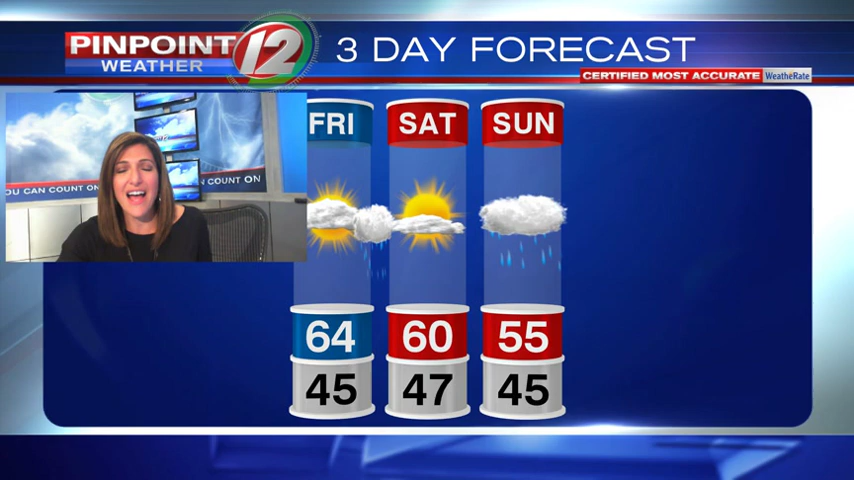 PINPOINT 12
WEATHER
3 DAY FORECAST
CERTIFIED MOST ACCURATE WeatheRate
OU CAN COUNT ON
COUNT ON
FRI SAT SUN
64 60 55
45 47 45